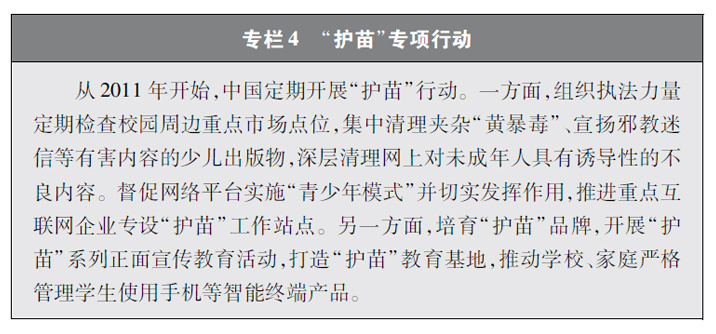 专栏4 “护苗”专项行动
从2011年开始,中国定期开展“护苗”行动。一方面,组织执法力量
定期检查校园周边重点市场点位,集中清理夹杂“黄暴毒”、宣扬邪教迷
信等有害内容的少儿出版物,深层清理网上对未成年人具有诱导性的不
良内容。督促网络平台实施“青少年模式”并切实发挥作用,推进重点互
联网企业专设“护苗”工作站点。另一方面,培育“护苗”品牌,开展“护
苗”系列正面宣传教育活动,打造“护苗”教育基地,推动学校、家庭严格
管理学生使用手机等智能终端产品。